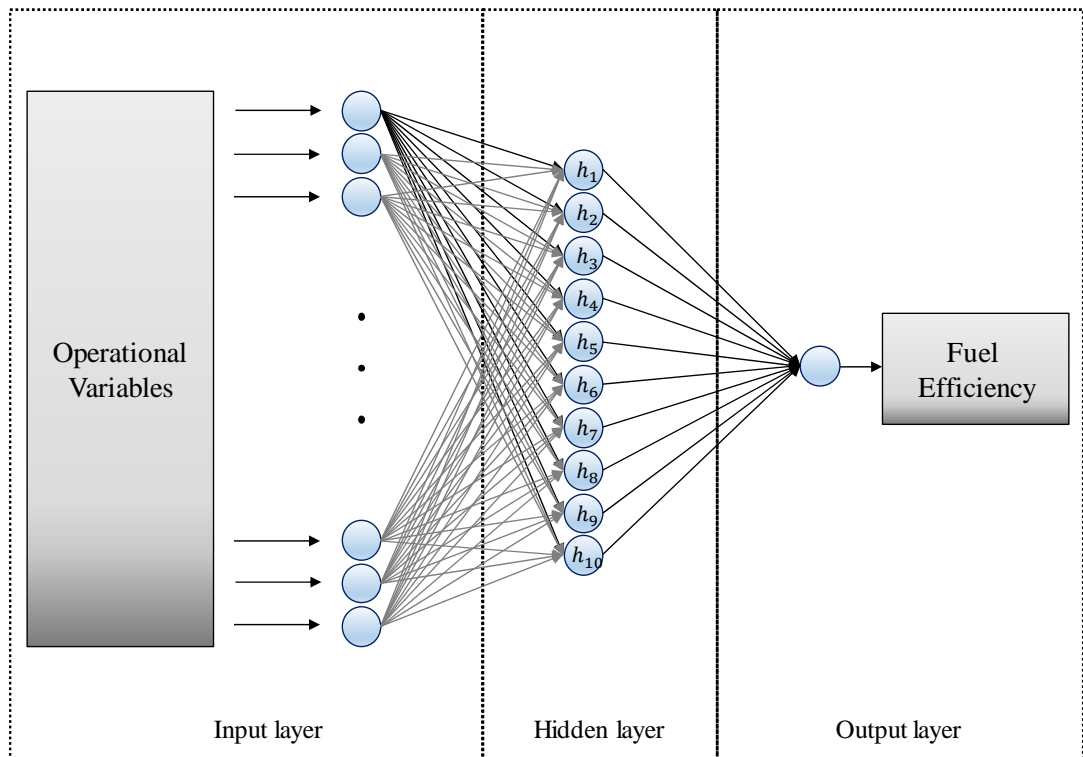 Operational
Variables
h₁
h₂
h₃
h₄
h₅
h₆
h₇
h₈
h₉
h₁₀
Fuel
Efficiency
Input layer
Hidden layer
Output layer